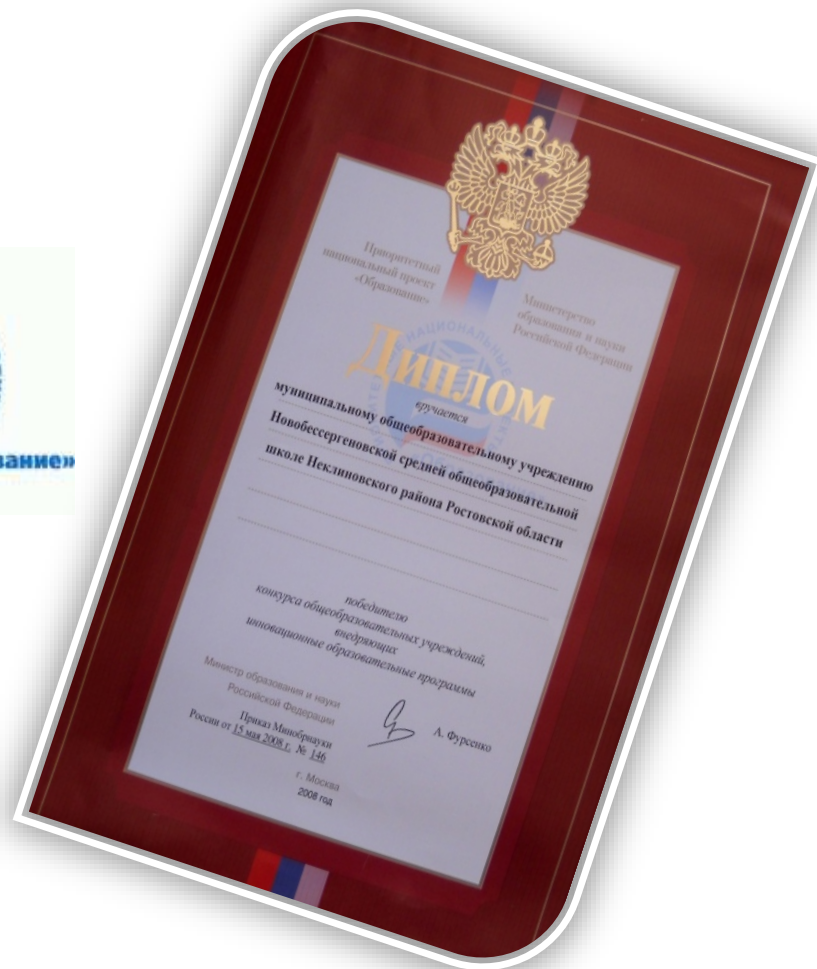 вание»
Приоритетный
национальный проект
«Образование»
Министерство
образования и науки
Российской Федерации
Диплом
вручается
муниципальному общеобразовательному учреждению
Новобессергеновской средней общеобразовательной
школе Неклиновского района Ростовской области
победителю
конкурса общеобразовательных учреждений,
внедряющих
инновационные образовательные программы
Министр образования и науки
Российской Федерации
А. Фурсенко
Приказ Минобрнауки
России от 15 мая 2008 г. № 146
г. Москва
2008 год